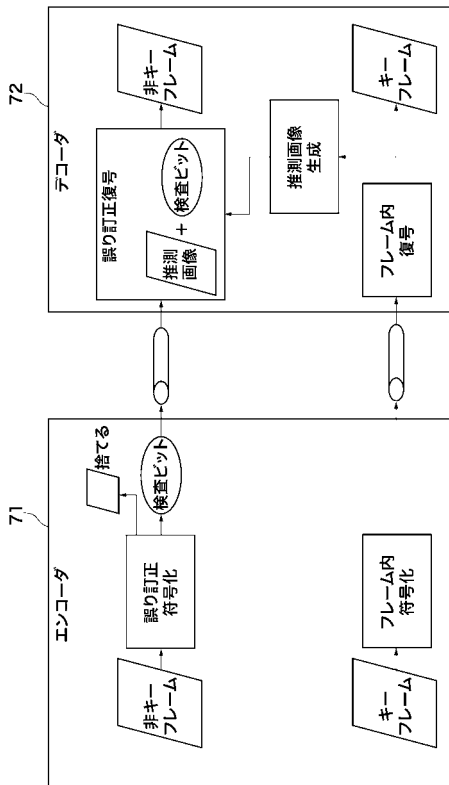 71
エンコーダ
非キー
フレーム
誤り訂正
符号化
捨てる
検査ビット
キー
フレーム
フレーム内
符号化
72
デコーダ
誤り訂正復号
推測
画像
+
検査ビット
非キー
フレーム
推測画像
生成
フレーム内
復号
キー
フレーム